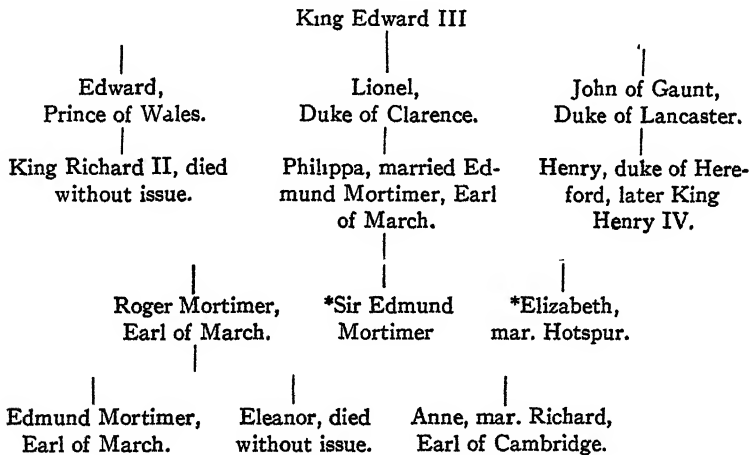 King Edward III
Edward,
Prince of Wales.
Lionel,
Duke of Clarence.
John of Gaunt,
Duke of Lancaster.
King Richard II, died
without issue.
Philippa, married Ed-
mund Mortimer, Earl
of March.
Henry, duke of Here-
ford, later King
Henry IV.
Roger Mortimer,
Earl of March.
*Sir Edmund
Mortimer
*Elizabeth,
mar. Hotspur.
Edmund Mortimer,
Earl of March.
Eleanor, died
without issue.
Anne, mar. Richard,
Earl of Cambridge.